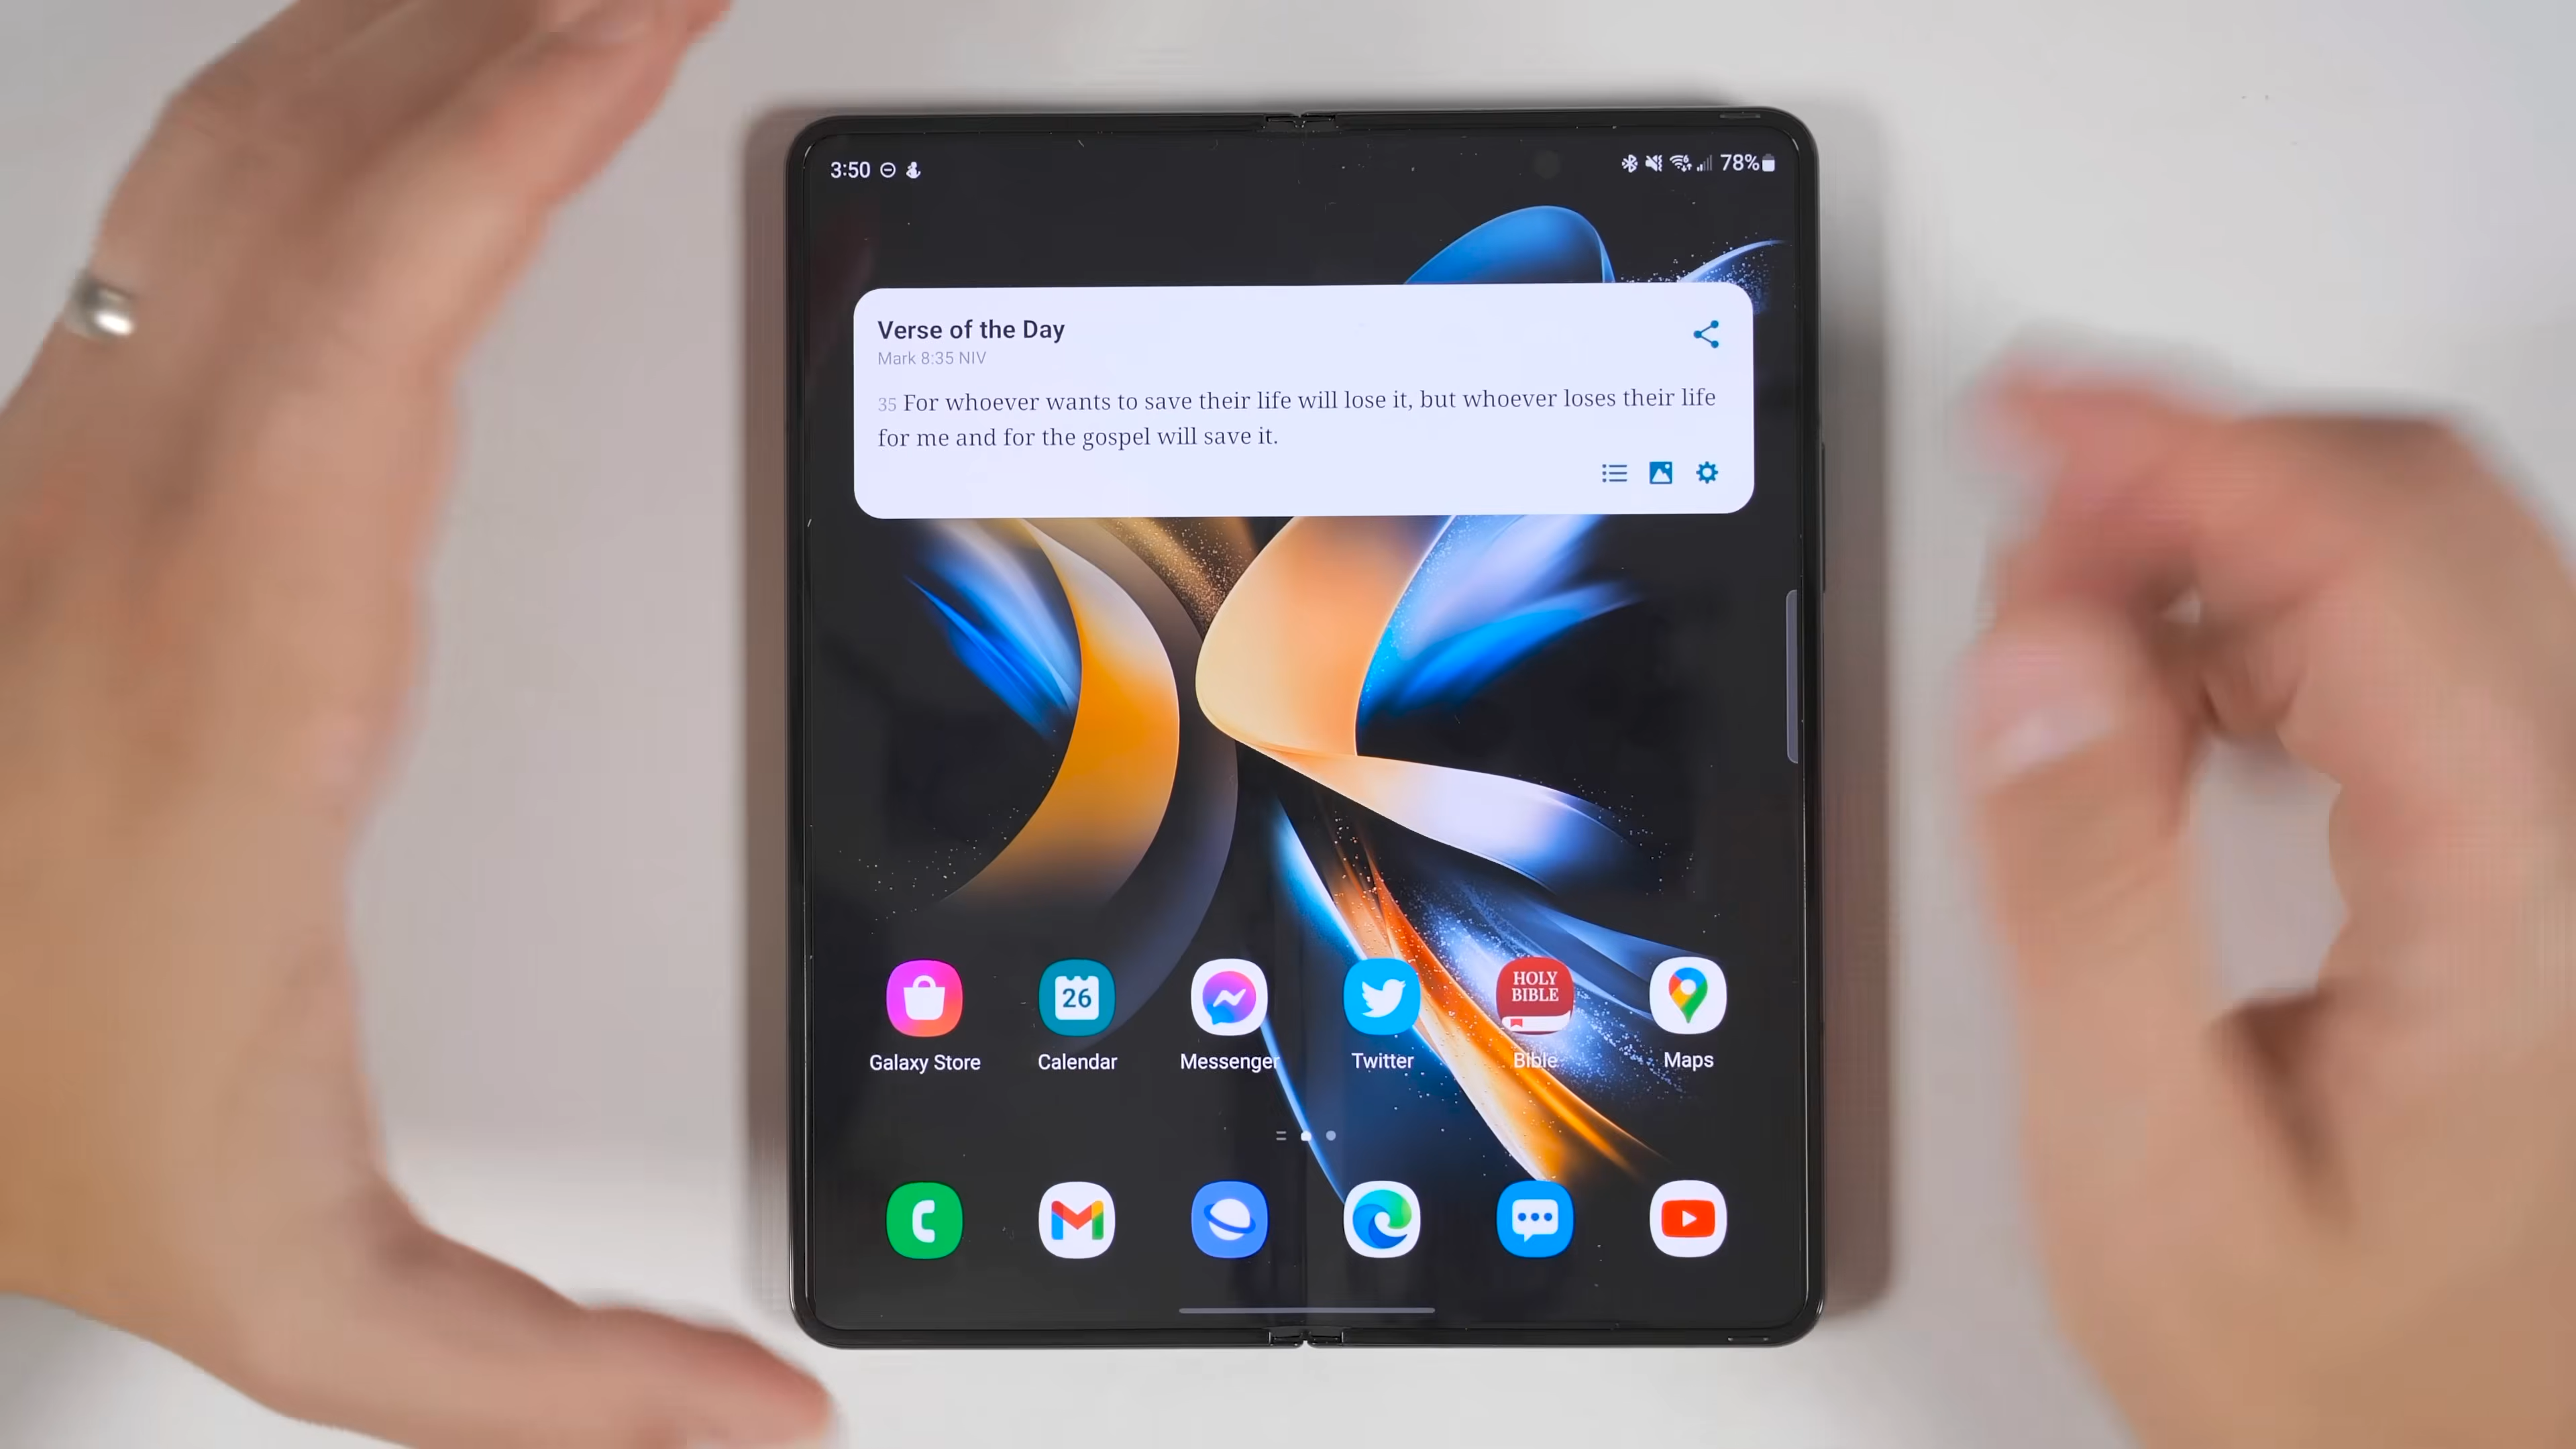 3:50
78%
Verse of the Day
Mark 8:35 NIV
35 For whoever wants to save their life will lose it, but whoever loses their life
for me and for the gospel will save it.
26
HOLY
BIBLE
Galaxy Store
Calendar
Messenger
Twitter
Bible
Maps